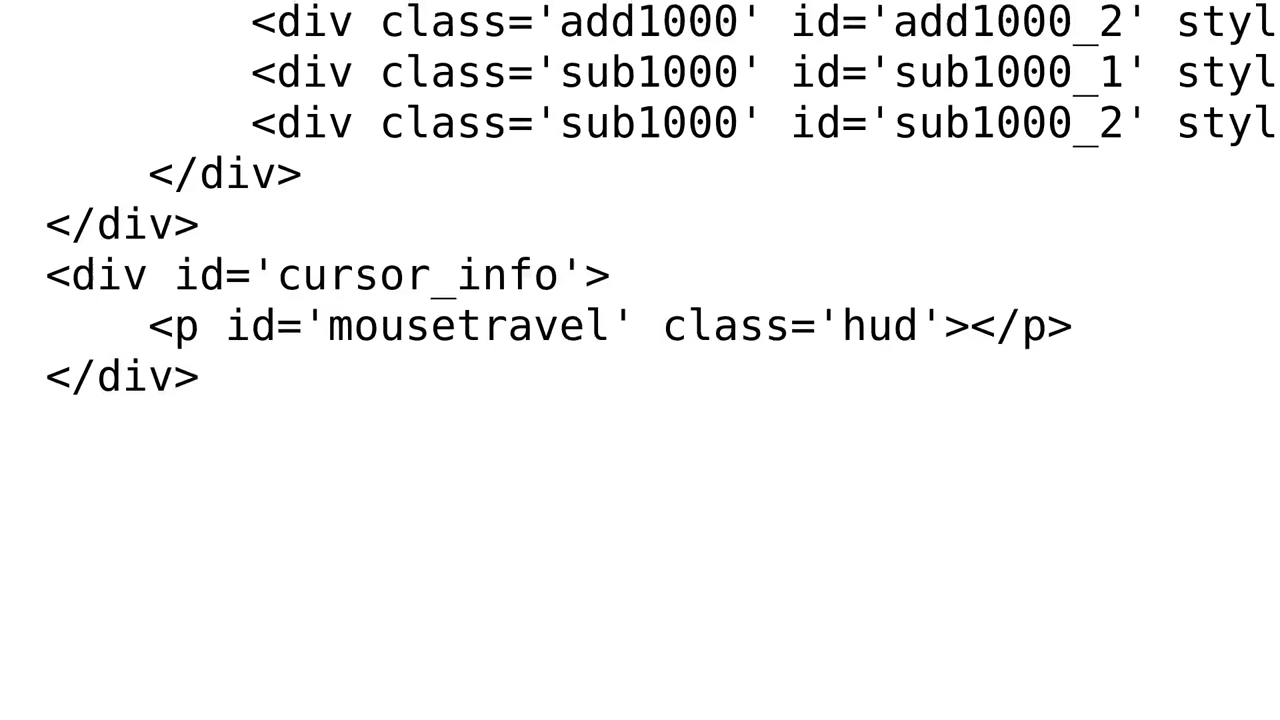 <div class='add1000' id='add1000_2' styl
<div class='sub1000' id='sub1000_1' styl
<div class='sub1000' id='sub1000_2' styl
</div>
</div>
<div id='cursor_info'>
<p id='mousetravel' class='hud'></p>
</div>